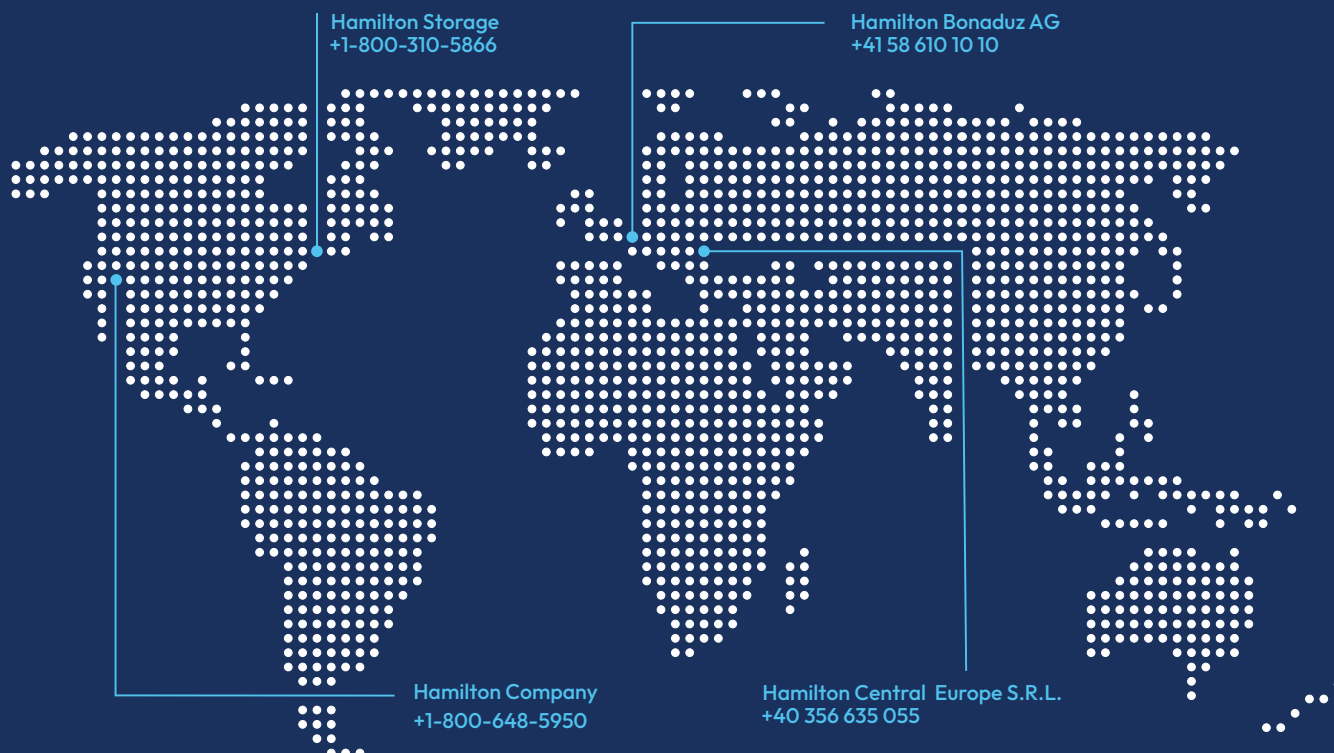 Hamilton Storage
+1-800-310-5866
Hamilton Bonaduz AG
+41 58 610 10 10
Hamilton Company
+1-800-648-5950
Hamilton Central Europe S.R.L.
+40 356 635 055